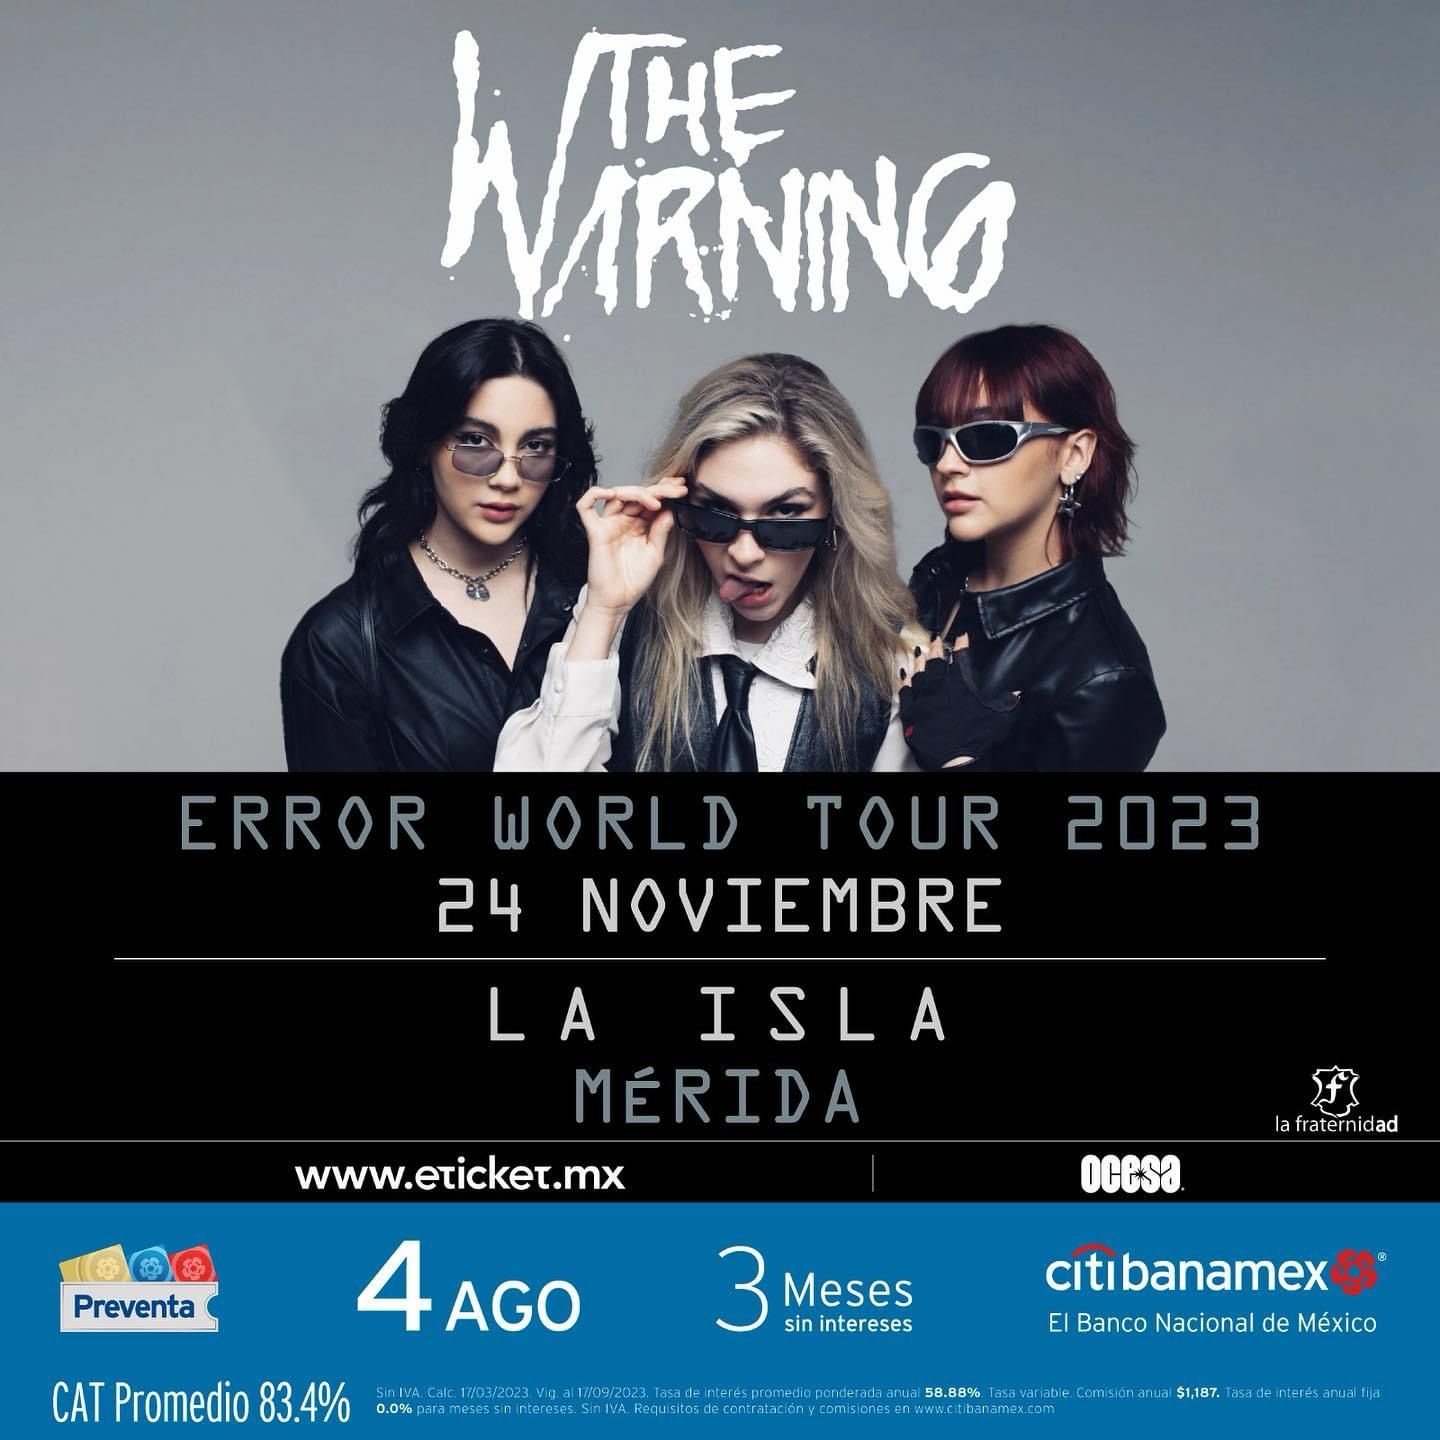 THE
WARNING
ERROR WORLD TOUR 2023
24 NOVIEMBRE
LA ISLA
MÉRIDA
f
la fraternidad
www.eticket.mx
OCESA
Preventa
4 AGO
3 Meses
sin intereses
citibanamex®
El Banco Nacional de México
CAT Promedio 83.4%
Sin IVA. Calc. 17/03/2023. Vig. al 17/09/2023. Tasa de interés promedio ponderada anual 58.88%. Tasa variable. Comisión anual $1,187. Tasa de interés anual fija
0.0% para meses sin intereses. Sin IVA. Requisitos de contratación y comisiones en www.citibanamex.com